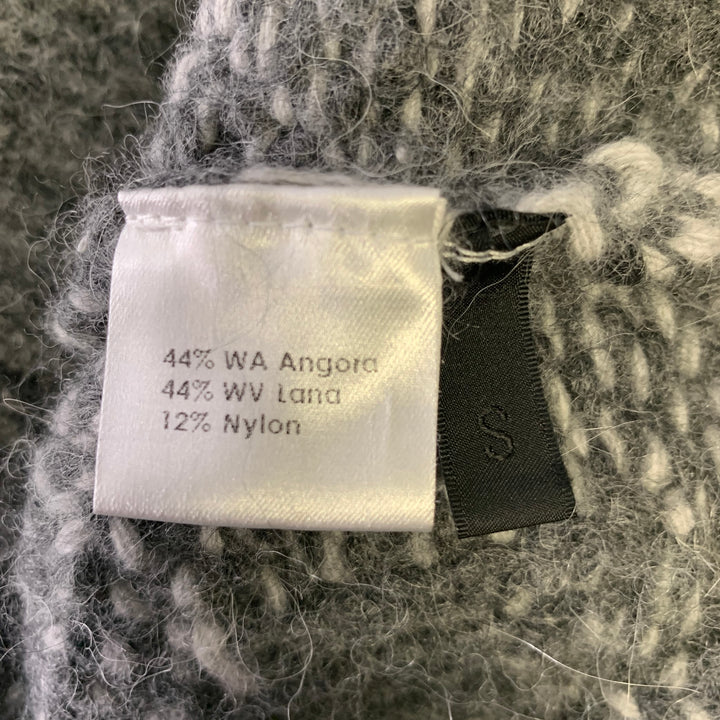 44% WA Angora
44% WV Lana
12% Nylon
S